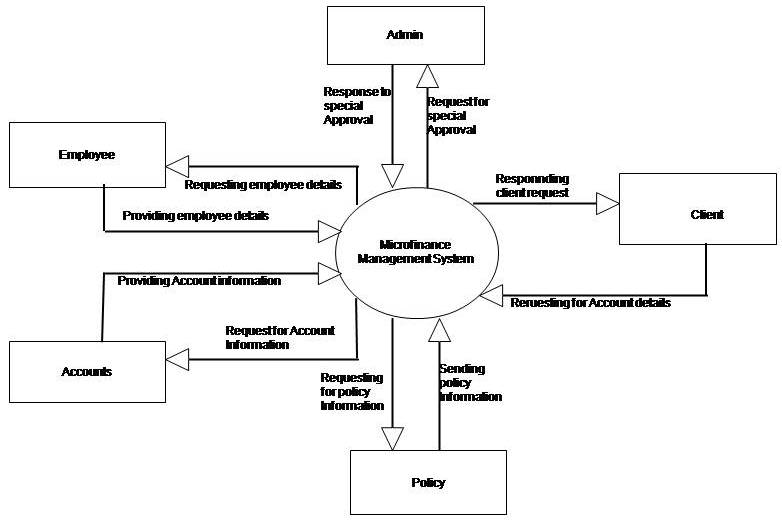 Admin
Response to
special
Approval
Request for
special
Approval
Employee
Requesting employee details
Providing employee details
Responnding
client request
Client
Microfinance
Management System
Providing Account information
Reruesting for Account details
Request for Account
Information
Accounts
Requesting
for policy
Information
Sending
policy
Information
Policy